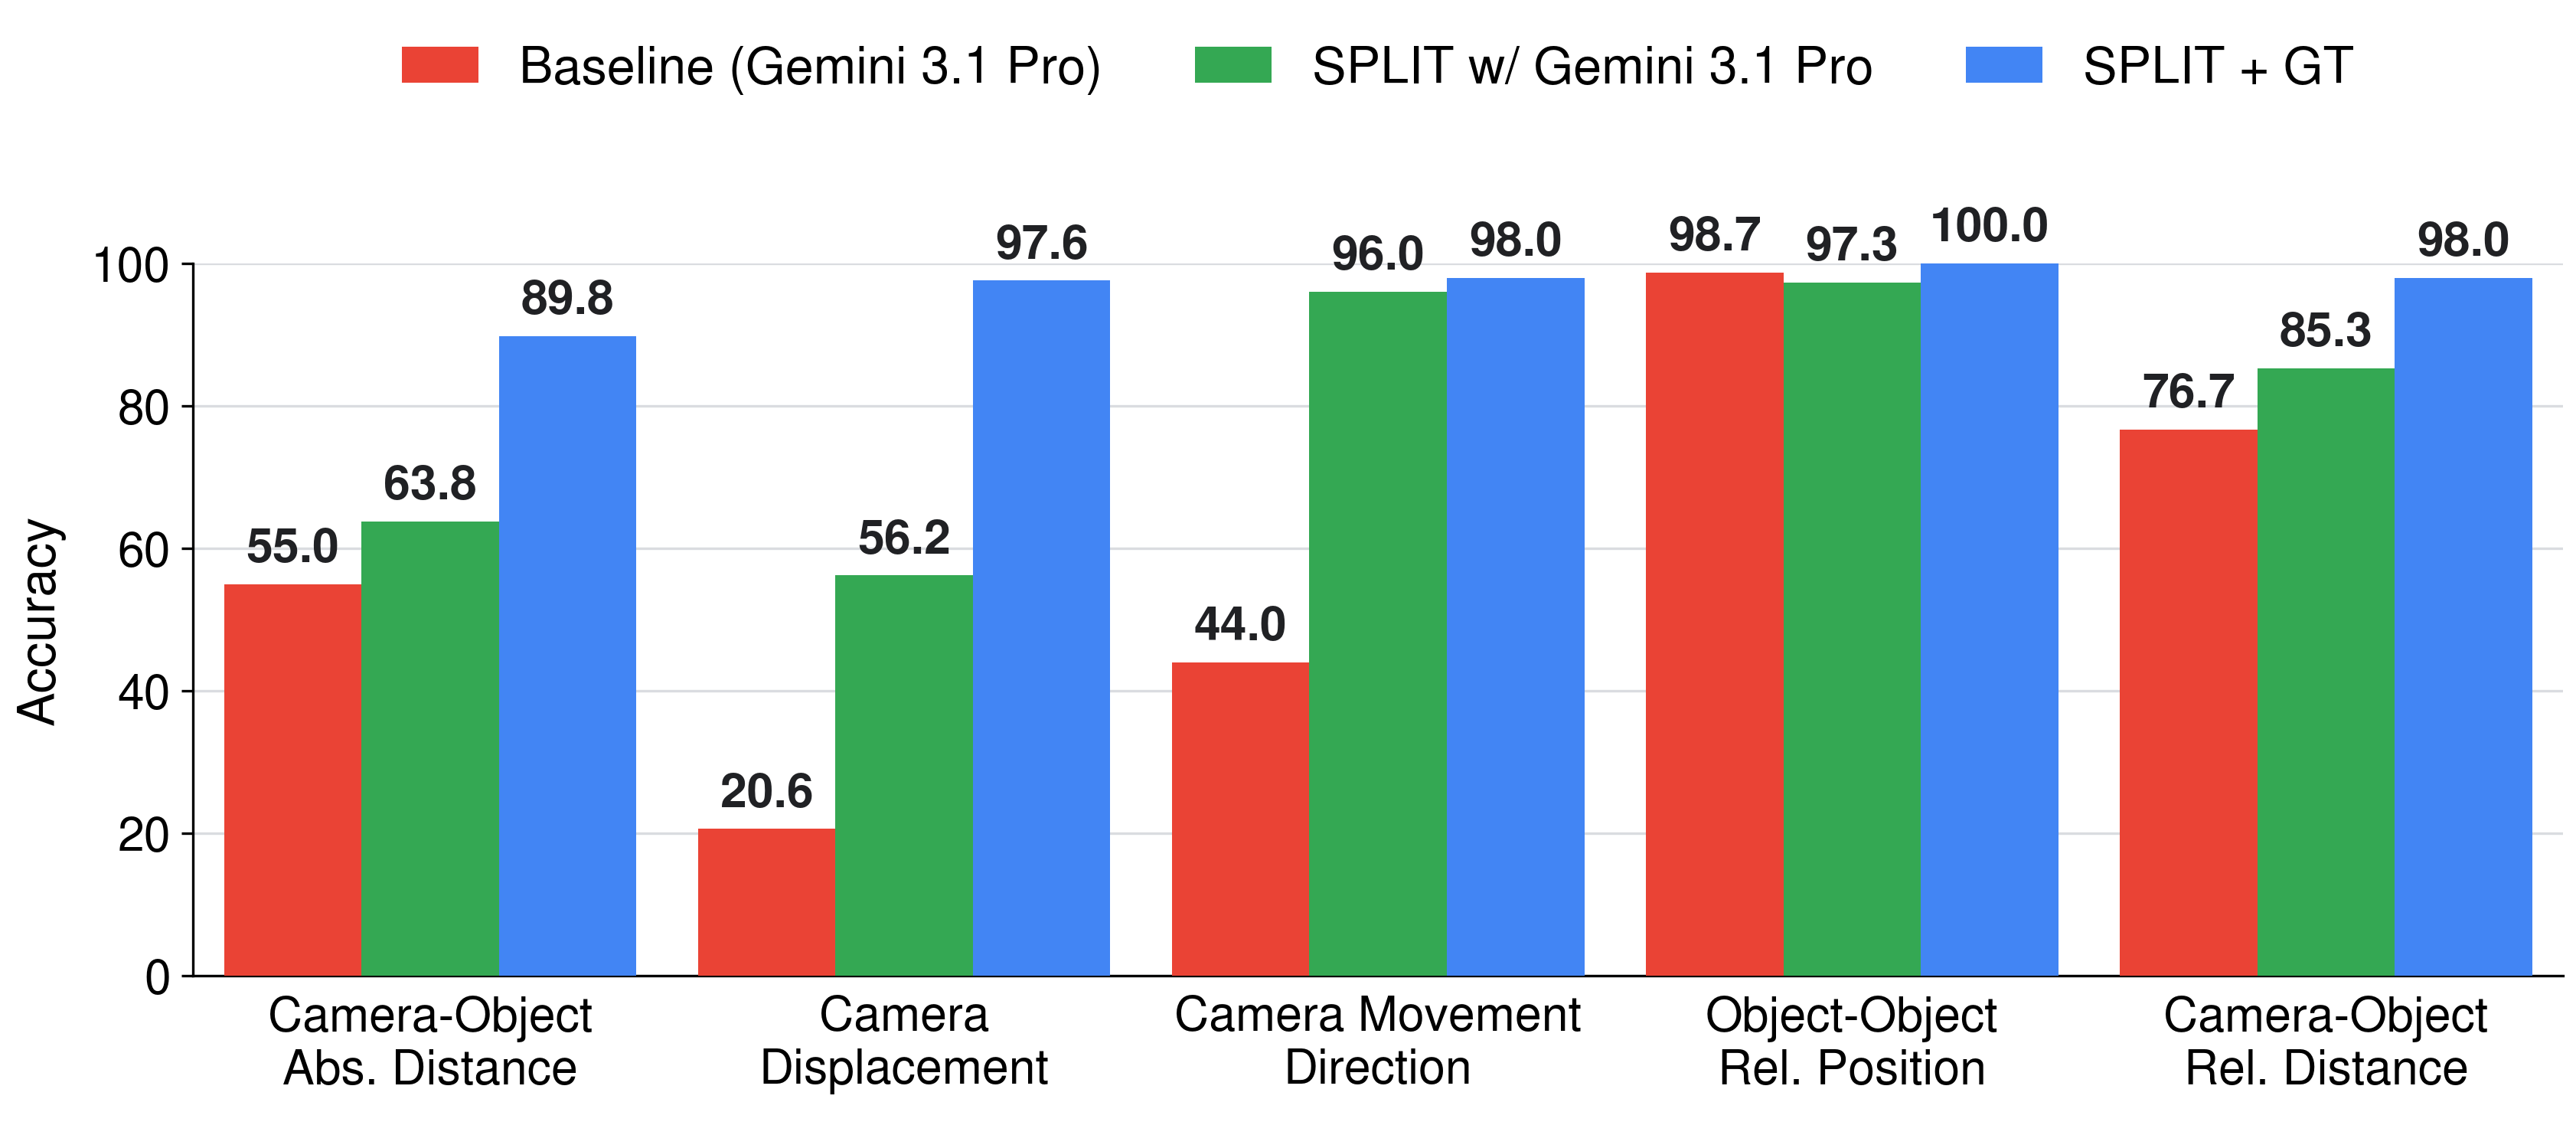 Baseline (Gemini 3.1 Pro) SPLIT w/ Gemini 3.1 Pro SPLIT + GT
Accuracy
100
80
60
40
20
0
55.0 63.8 89.8
20.6 56.2 97.6
44.0 96.0 98.0
98.7 97.3 100.0
76.7 85.3 98.0
Camera-Object
Abs. Distance
Camera
Displacement
Camera Movement
Direction
Object-Object
Rel. Position
Camera-Object
Rel. Distance